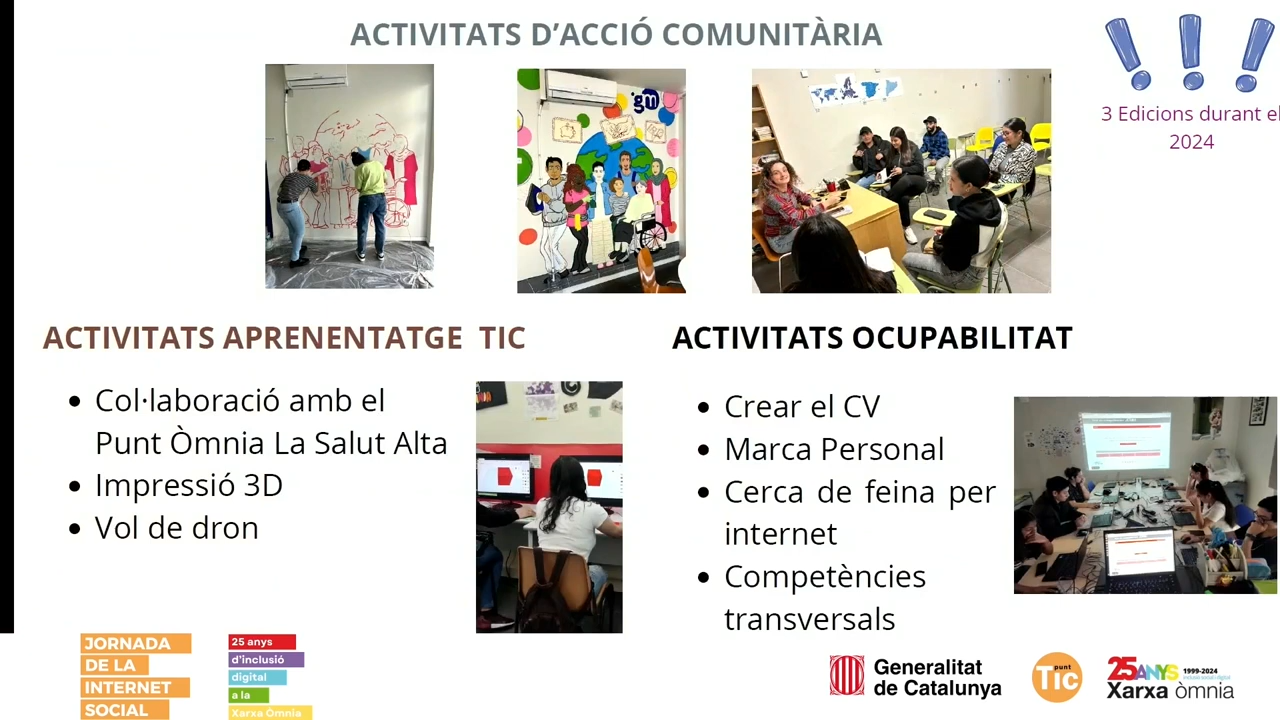 ACTIVITATS D’ACCIÓ COMUNITÀRIA
3 Edicions durant el
2024
gm
ACTIVITATS APRENENTATGE TIC
Col·laboració amb el
Punt Òmnia La Salut Alta
Impressió 3D
Vol de dron
ACTIVITATS OCUPABILITAT
Crear el CV
Marca Personal
Cerca de feina per
internet
Competències
transversals
JORNADA
DE LA
INTERNET
SOCIAL
25 anys
d'inclusió
digital
a la
Xarxa Òmnia
Generalitat
de Catalunya
punt
Tic
25ANYS 1999-2024
Xarxa òmnia